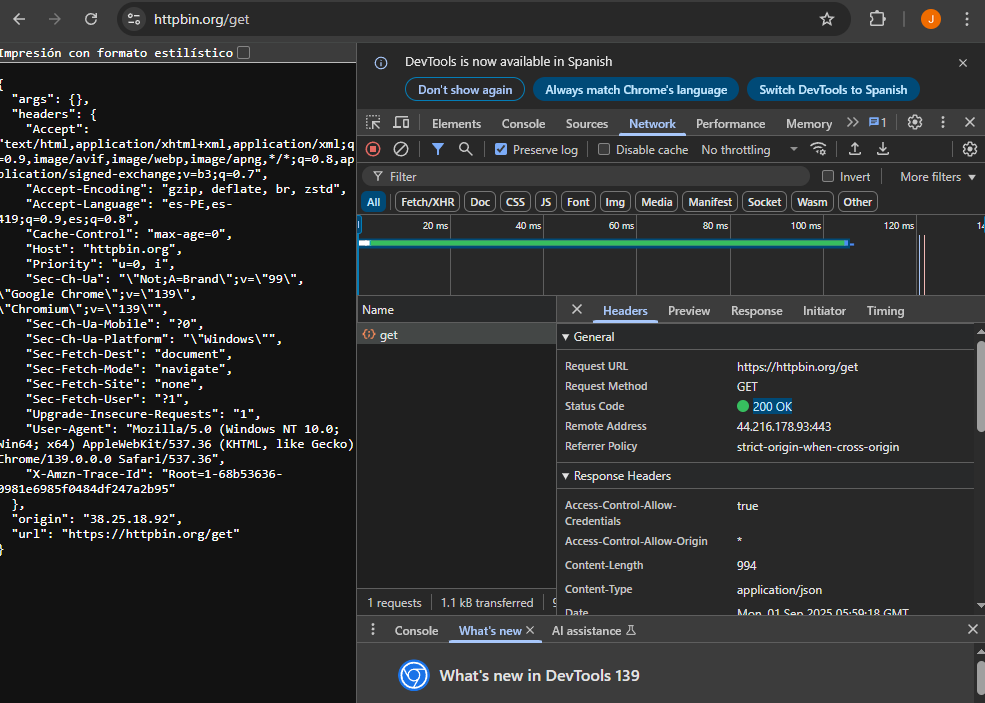 httpbin.org/get
J
Impresión con formato estilístico
{
"args": {},
"headers": {
"Accept":
"text/html,application/xhtml+xml,application/xml;q
=0.9,image/avif,image/webp,image/apng,*/*;q=0.8,ap
plication/signed-exchange;v=b3;q=0.7",
"Accept-Encoding": "gzip, deflate, br, zstd",
"Accept-Language": "es-PE,es-
419;q=0.9,es;q=0.8",
"Cache-Control": "max-age=0",
"Host": "httpbin.org",
"Priority": "u=0, i",
"Sec-Ch-Ua": "\"Not;A=Brand\";v=\"99\",
\"Google Chrome\";v=\"139\",
\"Chromium\";v=\"139\"",
"Sec-Ch-Ua-Mobile": "?0",
"Sec-Ch-Ua-Platform": "\"Windows\"",
"Sec-Fetch-Dest": "document",
"Sec-Fetch-Mode": "navigate",
"Sec-Fetch-Site": "none",
"Sec-Fetch-User": "?1",
"Upgrade-Insecure-Requests": "1",
"User-Agent": "Mozilla/5.0 (Windows NT 10.0;
Win64; x64) AppleWebKit/537.36 (KHTML, like Gecko)
Chrome/139.0.0.0 Safari/537.36",
"X-Amzn-Trace-Id": "Root=1-68b53636-
0981e6985f0484df247a2b95"
},
"origin": "38.25.18.92",
"url": "https://httpbin.org/get"
}
DevTools is now available in Spanish
Don't show again Always match Chrome's language Switch DevTools to Spanish
Elements Console Sources Network Performance Memory 1
Preserve log Disable cache No throttling
Filter Invert More filters
All Fetch/XHR Doc CSS JS Font Img Media Manifest Socket Wasm Other
20 ms 40 ms 60 ms 80 ms 100 ms 120 ms 14
Name
get
1 requests 1.1 kB transferred 9
Headers Preview Response Initiator Timing
General
Request URL https://httpbin.org/get
Request Method GET
Status Code 200 OK
Remote Address 44.216.178.93:443
Referrer Policy strict-origin-when-cross-origin
Response Headers
Access-Control-Allow- true
Credentials
Access-Control-Allow-Origin *
Content-Length 994
Content-Type application/json
Date Mon, 01 Sep 2025 05:59:18 GMT
Console What's new AI assistance
What's new in DevTools 139